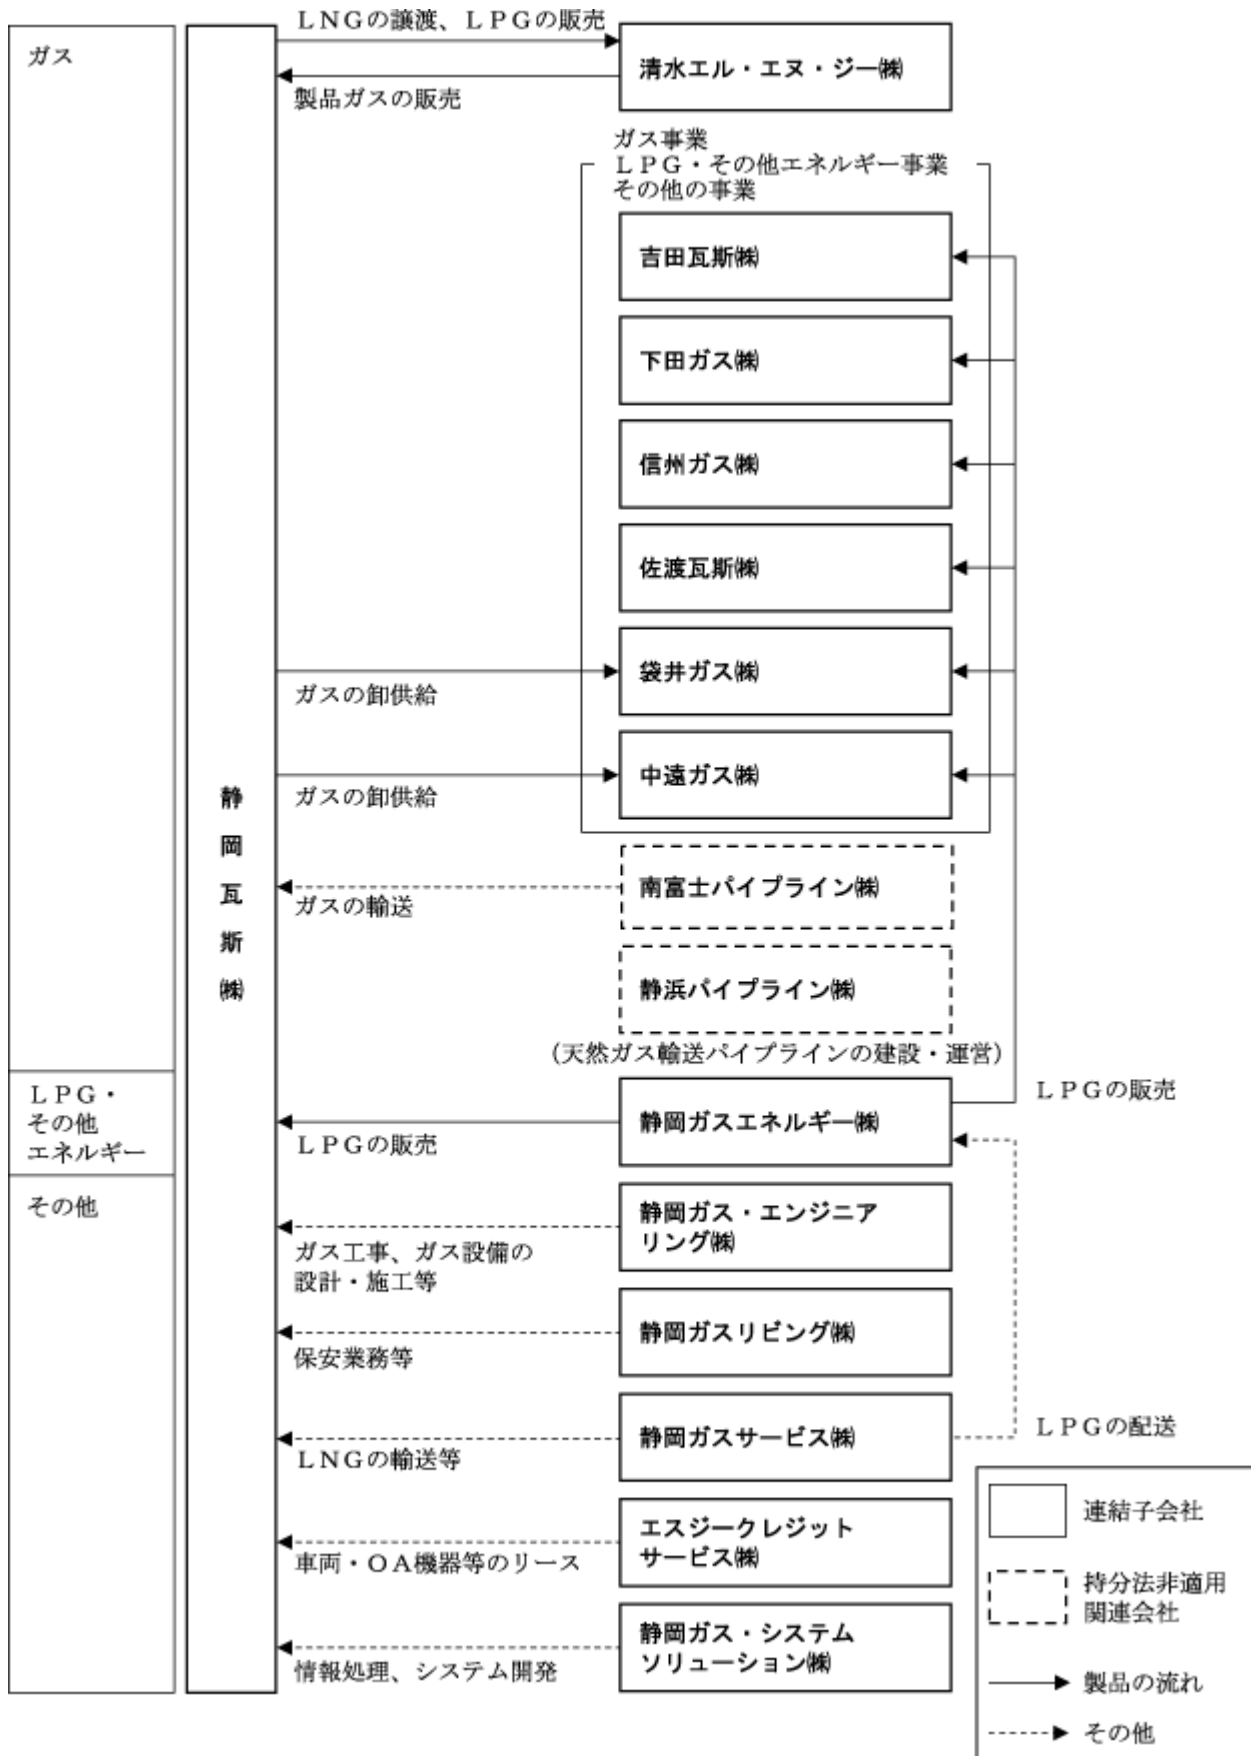 ガス
静岡瓦斯㈱
LNGの譲渡、LPGの販売
清水エル・エヌ・ジー㈱
製品ガスの販売
ガス事業
LPG・その他エネルギー事業
その他の事業
吉田瓦斯㈱
下田ガス㈱
信州ガス㈱
佐渡瓦斯㈱
袋井ガス㈱
ガスの卸供給
中遠ガス㈱
ガスの卸供給
南富士パイプライン㈱
ガスの輸送
静浜パイプライン㈱
(天然ガス輸送パイプラインの建設・運営)
LPG・
その他
エネルギー
静岡ガスエネルギー㈱
LPGの販売
LPGの販売
その他
静岡ガス・エンジニア
リング㈱
ガス工事、ガス設備の
設計・施工等
静岡ガスリビング㈱
保安業務等
静岡ガスサービス㈱
LPGの配送
LNGの輸送等
エスジークレジット
サービス㈱
車両・OA機器等のリース
静岡ガス・システム
ソリューション㈱
情報処理、システム開発
連結子会社
持分法非適用
関連会社
製品の流れ
その他